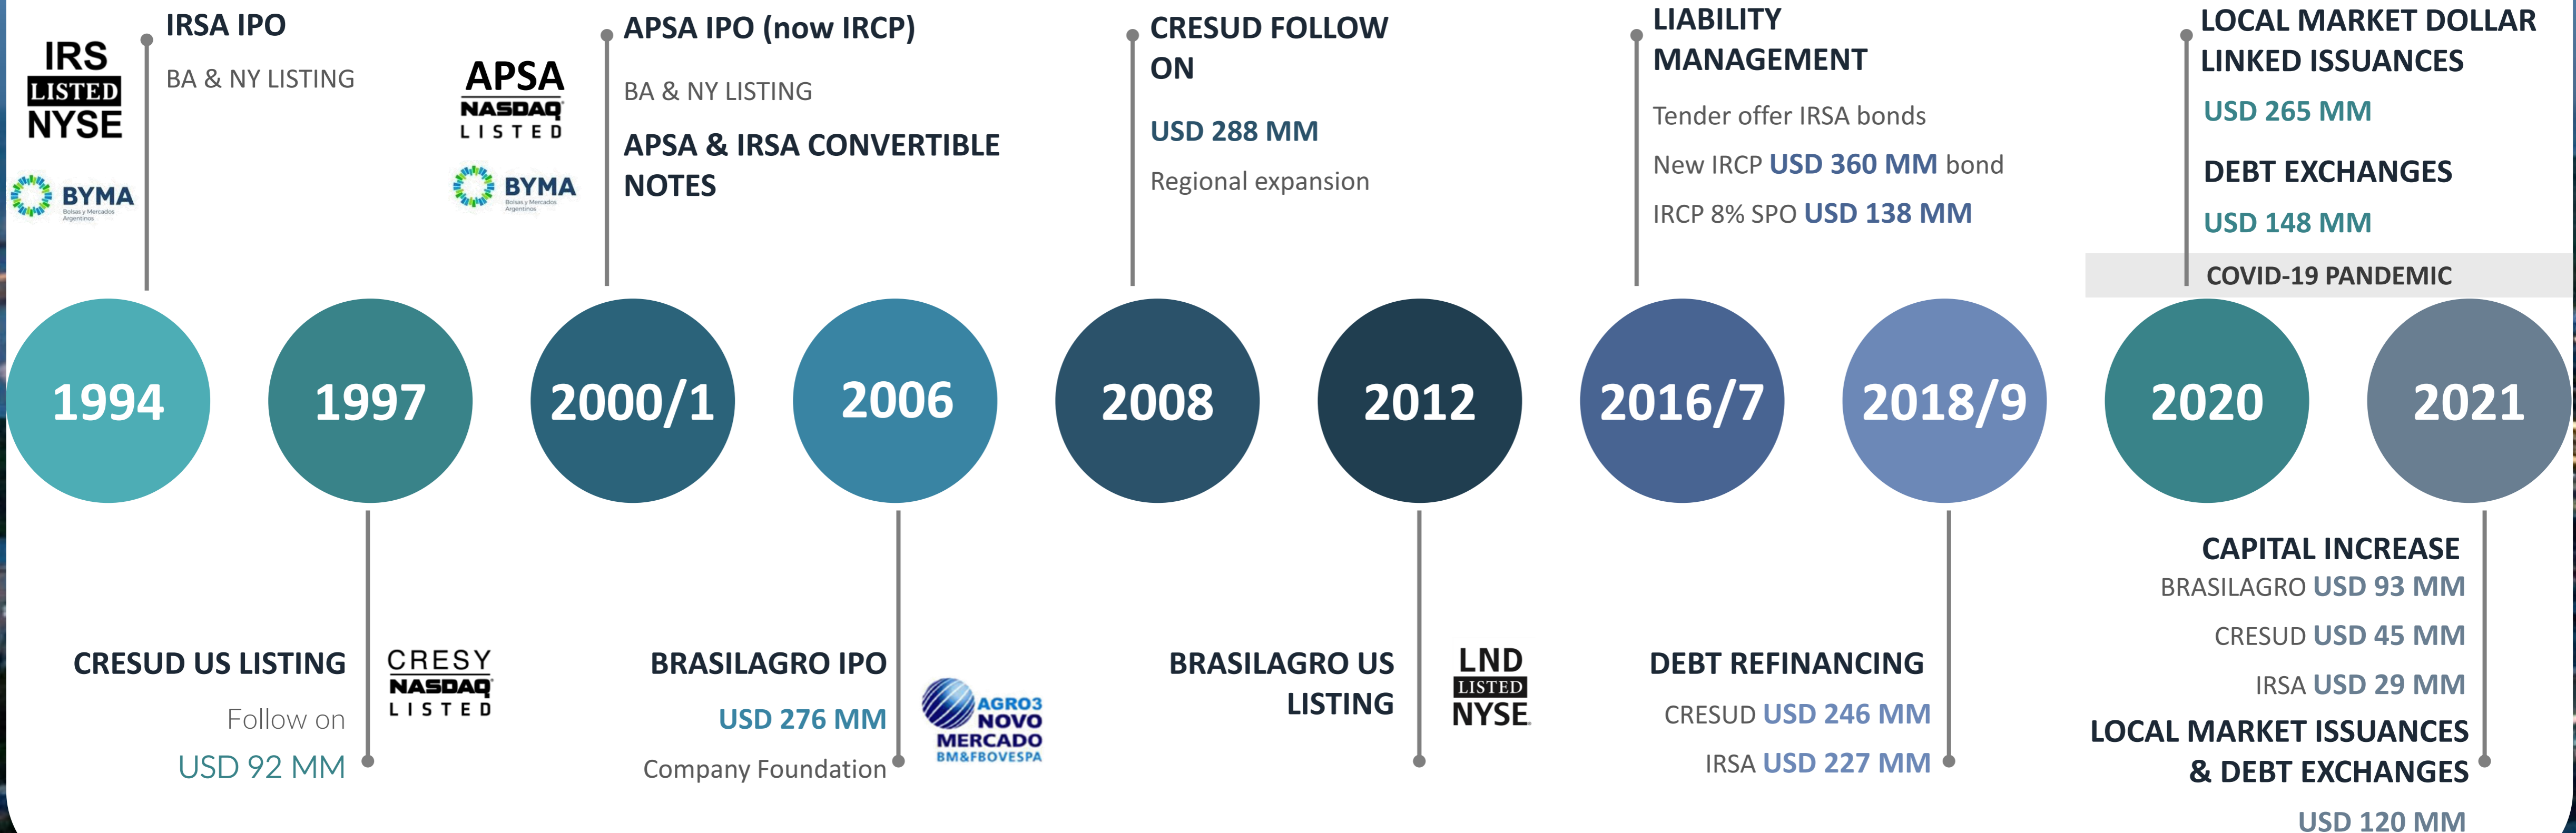 IRS
LISTED
NYSE
BYMA
Bolsas y Mercados
Argentinos
IRSA IPO
BA & NY LISTING
APSA
NASDAQ
LISTED
BYMA
Bolsas y Mercados
Argentinos
APSA IPO (now IRCP)
BA & NY LISTING
APSA & IRSA CONVERTIBLE
NOTES
CRESUD FOLLOW
ON
USD 288 MM
Regional expansion
LIABILITY
MANAGEMENT
Tender offer IRSA bonds
New IRCP USD 360 MM bond
IRCP 8% SPO USD 138 MM
LOCAL MARKET DOLLAR
LINKED ISSUANCES
USD 265 MM
DEBT EXCHANGES
USD 148 MM
COVID-19 PANDEMIC
1994
1997
2000/1
2006
2008
2012
2016/7
2018/9
2020
2021
CRESUD US LISTING
Follow on
USD 92 MM
CRESY
NASDAQ
LISTED
BRASILAGRO IPO
USD 276 MM
Company Foundation
AGRO3
NOVO
MERCADO
BM&FBOVESPA
BRASILAGRO US
LISTING
LND
LISTED
NYSE
DEBT REFINANCING
CRESUD USD 246 MM
IRSA USD 227 MM
CAPITAL INCREASE
BRASILAGRO USD 93 MM
CRESUD USD 45 MM
IRSA USD 29 MM
LOCAL MARKET ISSUANCES
& DEBT EXCHANGES
USD 120 MM